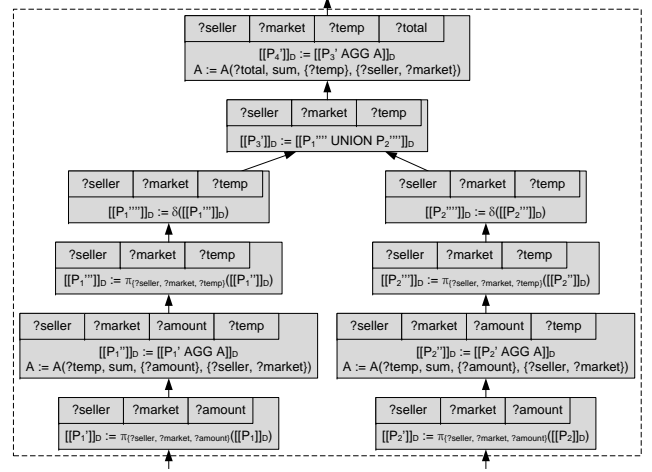 ?seller ?market ?temp ?total
[[P₄']]D := [[P₃' AGG A]]D
A := A(?total, sum, {?temp}, {?seller, ?market})
?seller ?market ?temp
[[P₃']]D := [[P₁'''' UNION P₂'''']]D
?seller ?market ?temp
[[P₁'''']]D := δ([[P₁''']]D)
?seller ?market ?temp
[[P₂'''']]D := δ([[P₂''']]D)
?seller ?market ?temp
[[P₁''']]D := π{?seller, ?market, ?temp}([[P₁'']]D)
?seller ?market ?temp
[[P₂''']]D := π{?seller, ?market, ?temp}([[P₂'']]D)
?seller ?market ?amount ?temp
[[P₁'']]D := [[P₁' AGG A]]D
A := A(?temp, sum, {?amount}, {?seller, ?market})
?seller ?market ?amount ?temp
[[P₂'']]D := [[P₂' AGG A]]D
A := A(?temp, sum, {?amount}, {?seller, ?market})
?seller ?market ?amount
[[P₁']]D := π{?seller, ?market, ?amount}([[P₁]]D)
?seller ?market ?amount
[[P₂']]D := π{?seller, ?market, ?amount}([[P₂]]D)